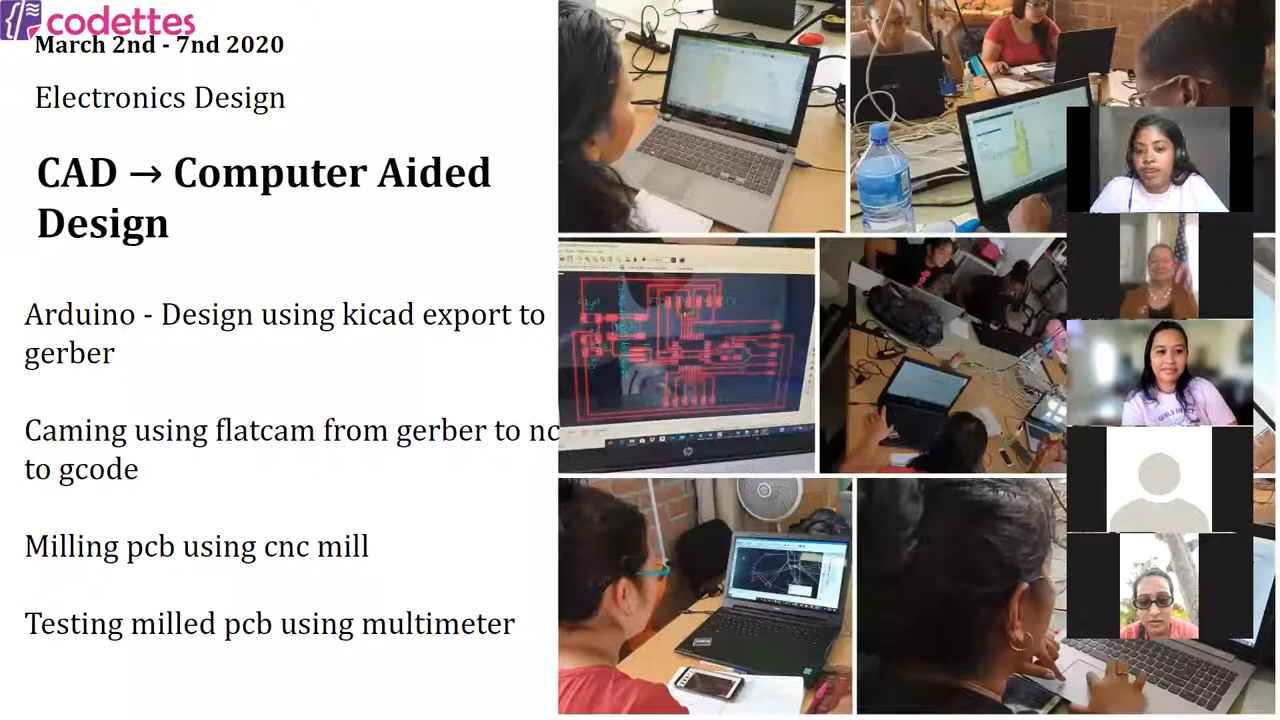 codettes
March 2nd - 7nd 2020
Electronics Design
CAD → Computer Aided
Design
Arduino - Design using kicad export to
gerber
Caming using flatcam from gerber to nc
to gcode
Milling pcb using cnc mill
Testing milled pcb using multimeter
hp